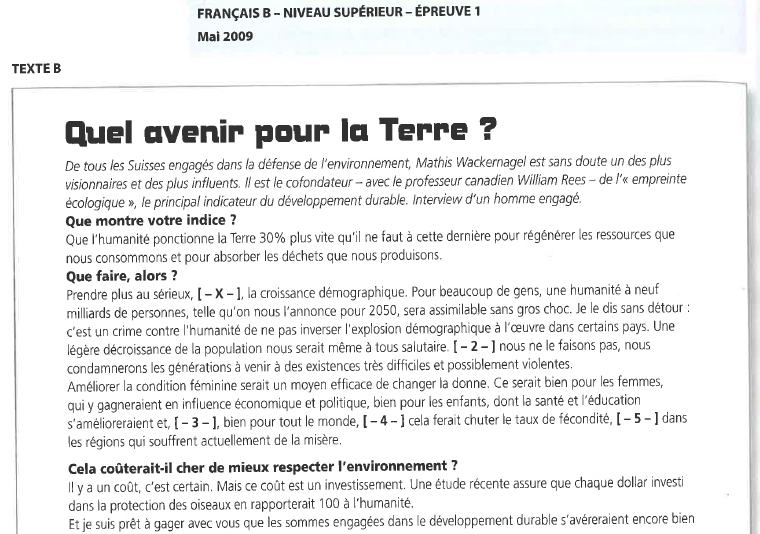 FRANÇAIS B – NIVEAU SUPÉRIEUR – ÉPREUVE 1
Mai 2009
TEXTE B
Quel avenir pour la Terre ?
De tous les Suisses engagés dans la défense de l'environnement, Mathis Wackernagel est sans doute un des plus
visionnaires et des plus influents. Il est le cofondateur – avec le professeur canadien William Rees – de l'« empreinte
écologique », le principal indicateur du développement durable. Interview d'un homme engagé.
Que montre votre indice ?
Que l'humanité ponctionne la Terre 30% plus vite qu'il ne faut à cette dernière pour régénérer les ressources que
nous consommons et pour absorber les déchets que nous produisons.
Que faire, alors ?
Prendre plus au sérieux, [ – X – ], la croissance démographique. Pour beaucoup de gens, une humanité à neuf
milliards de personnes, telle qu'on nous l'annonce pour 2050, sera assimilable sans gros choc. Je le dis sans détour :
c'est un crime contre l'humanité de ne pas inverser l'explosion démographique à l'œuvre dans certains pays. Une
légère décroissance de la population nous serait même à tous salutaire. [ – 2 – ] nous ne le faisons pas, nous
condamnerons les générations à venir à des existences très difficiles et possiblement violentes.
Améliorer la condition féminine serait un moyen efficace de changer la donne. Ce serait bien pour les femmes,
qui y gagneraient en influence économique et politique, bien pour les enfants, dont la santé et l'éducation
s'amélioreraient et, [ – 3 – ], bien pour tout le monde, [ – 4 – ] cela ferait chuter le taux de fécondité, [ – 5 – ] dans
les régions qui souffrent actuellement de la misère.
Cela coûterait-il cher de mieux respecter l'environnement ?
Il y a un coût, c'est certain. Mais ce coût est un investissement. Une étude récente assure que chaque dollar investi
dans la protection des oiseaux en rapporterait 100 à l'humanité.
Et je suis prêt à gager avec vous que les sommes engagées dans le développement durable s'avéreraient encore bien